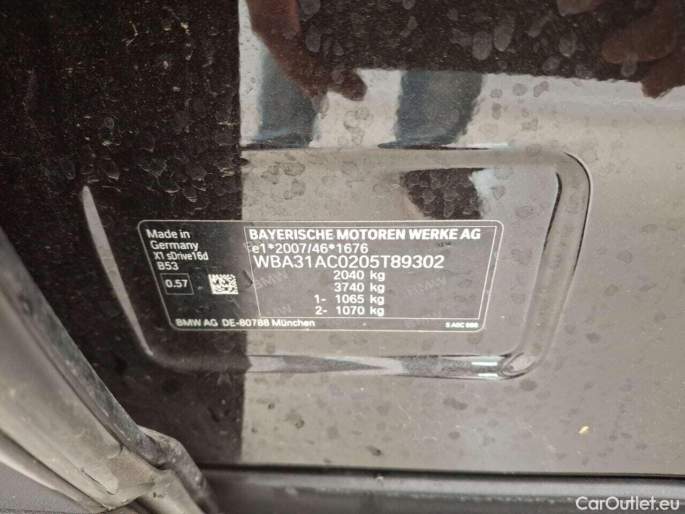 Made in
Germany
X1 sDrive16d
B53
0.57
BAYERISCHE MOTOREN WERKE AG
e1*2007/46*1676
WBA31AC0205T89302
2040 kg
3740 kg
1- 1065 kg
2- 1070 kg
BMW AG DE-80788 München
CarOutlet.eu